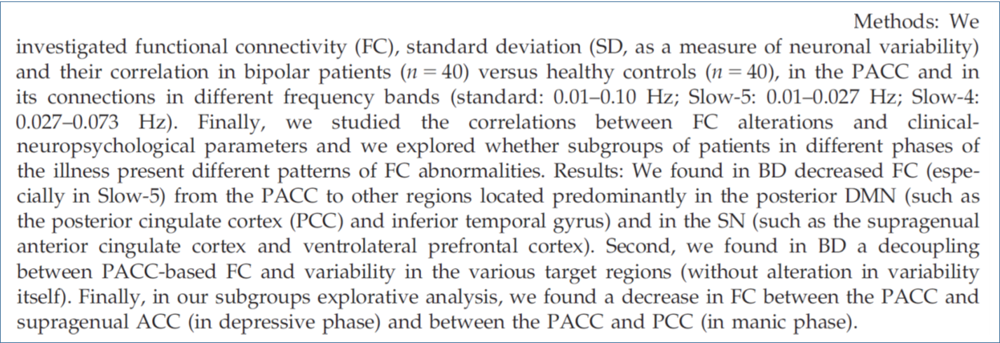 Methods: We
investigated functional connectivity (FC), standard deviation (SD, as a measure of neuronal variability)
and their correlation in bipolar patients (n = 40) versus healthy controls (n = 40), in the PACC and in
its connections in different frequency bands (standard: 0.01–0.10 Hz; Slow-5: 0.01–0.027 Hz; Slow-4:
0.027–0.073 Hz). Finally, we studied the correlations between FC alterations and clinical-
neuropsychological parameters and we explored whether subgroups of patients in different phases of
the illness present different patterns of FC abnormalities. Results: We found in BD decreased FC (espe-
cially in Slow-5) from the PACC to other regions located predominantly in the posterior DMN (such as
the posterior cingulate cortex (PCC) and inferior temporal gyrus) and in the SN (such as the supragenual
anterior cingulate cortex and ventrolateral prefrontal cortex). Second, we found in BD a decoupling
between PACC-based FC and variability in the various target regions (without alteration in variability
itself). Finally, in our subgroups explorative analysis, we found a decrease in FC between the PACC and
supragenual ACC (in depressive phase) and between the PACC and PCC (in manic phase).